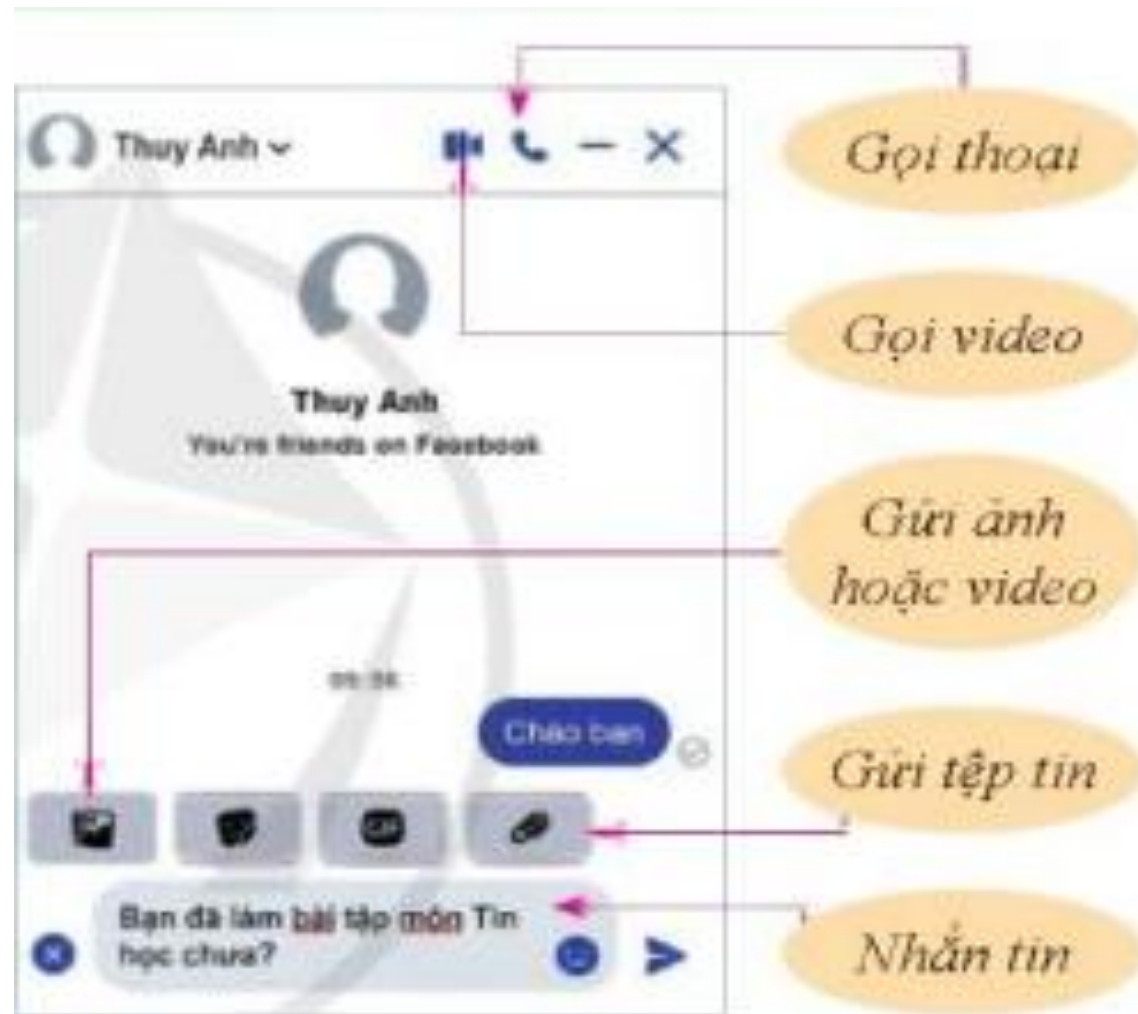 Thuy Anh
Gọi thoại
Gọi video
Thuy Anh
You're friends on Facebook
Gửi ảnh
hoặc video
Chào bạn
Gửi tệp tin
GIF
Bạn đã làm bài tập môn Tin
học chưa?
Nhắn tin